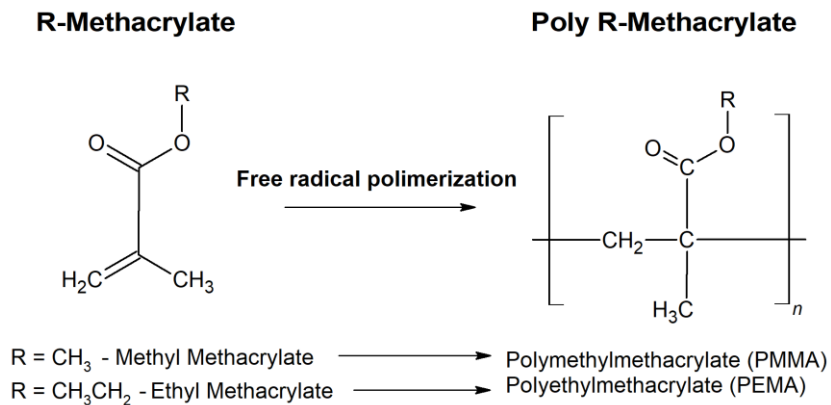 R-Methacrylate
Poly R-Methacrylate
R
O
O
H₂C
CH₃
Free radical polimerization
R
O
O
C
CH₂
C
H₃C
n
R = CH₃ - Methyl Methacrylate
Polymethylmethacrylate (PMMA)
R = CH₃CH₂ - Ethyl Methacrylate
Polyethylmethacrylate (PEMA)